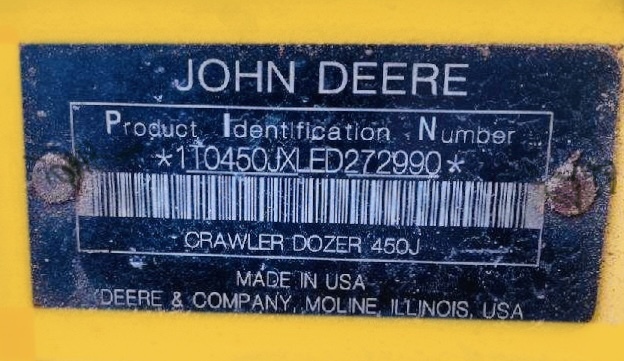 JOHN DEERE
Product Identification Number
*1T0450JXLED272990*
CRAWLER DOZER 450J
MADE IN USA
DEERE & COMPANY, MOLINE, ILLINOIS, USA